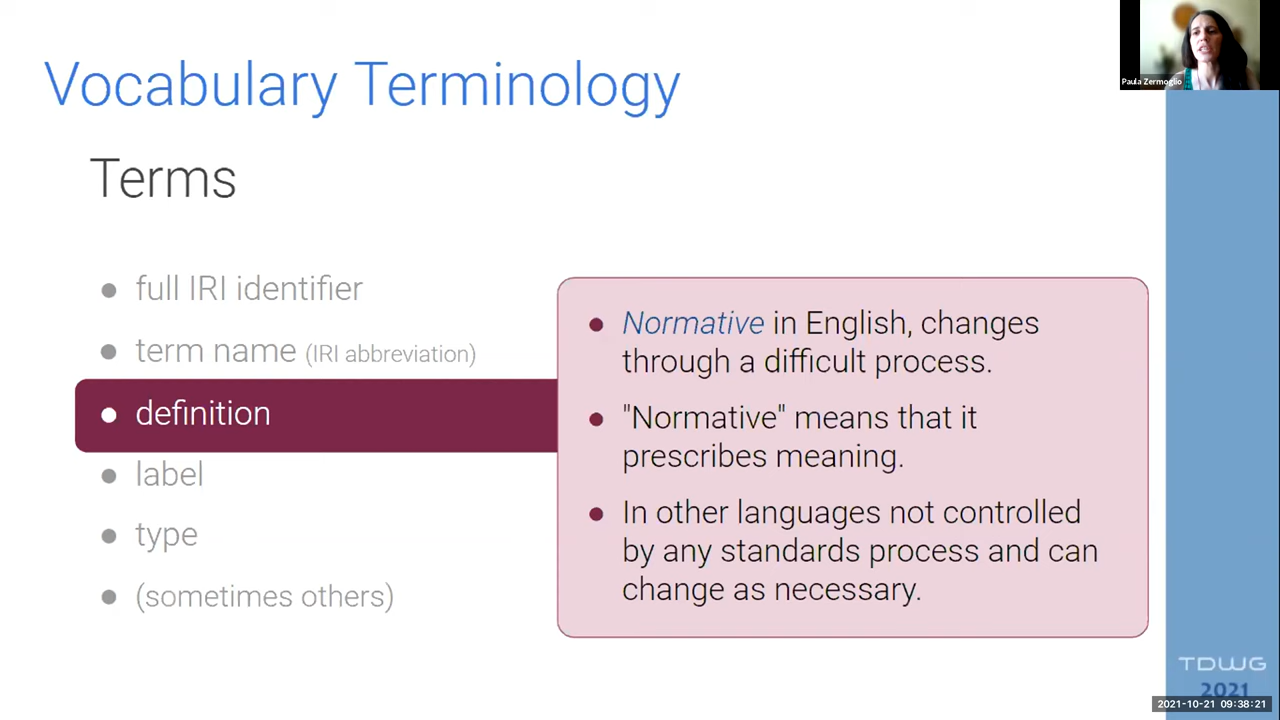 Vocabulary Terminology
Paula Zermoglio
Terms
full IRI identifier
term name (IRI abbreviation)
definition
label
type
(sometimes others)
Normative in English, changes
through a difficult process.
"Normative" means that it
prescribes meaning.
In other languages not controlled
by any standards process and can
change as necessary.
TDWG
2021
2021-10-21 09:38:21